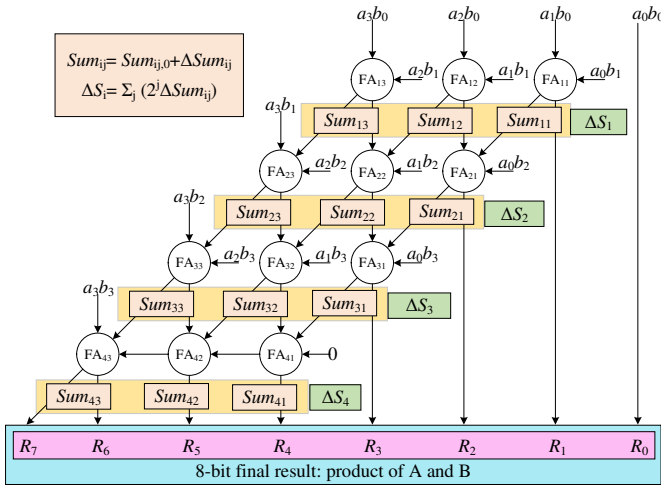 a₃b₀ a₂b₀ a₁b₀ a₀b₀
Sumᵢⱼ= Sumᵢⱼ,₀+ΔSumᵢⱼ
ΔSᵢ= Σⱼ (2ʲΔSumᵢⱼ)
FA₁₃ a₂b₁ FA₁₂ a₁b₁ FA₁₁ a₀b₁
a₃b₁
Sum₁₃ Sum₁₂ Sum₁₁ ΔS₁
FA₂₃ a₂b₂ FA₂₂ a₁b₂ FA₂₁ a₀b₂
a₃b₂
Sum₂₃ Sum₂₂ Sum₂₁ ΔS₂
FA₃₃ a₂b₃ FA₃₂ a₁b₃ FA₃₁ a₀b₃
a₃b₃
Sum₃₃ Sum₃₂ Sum₃₁ ΔS₃
FA₄₃ FA₄₂ FA₄₁ 0
Sum₄₃ Sum₄₂ Sum₄₁ ΔS₄
R₇ R₆ R₅ R₄ R₃ R₂ R₁ R₀
8-bit final result: product of A and B